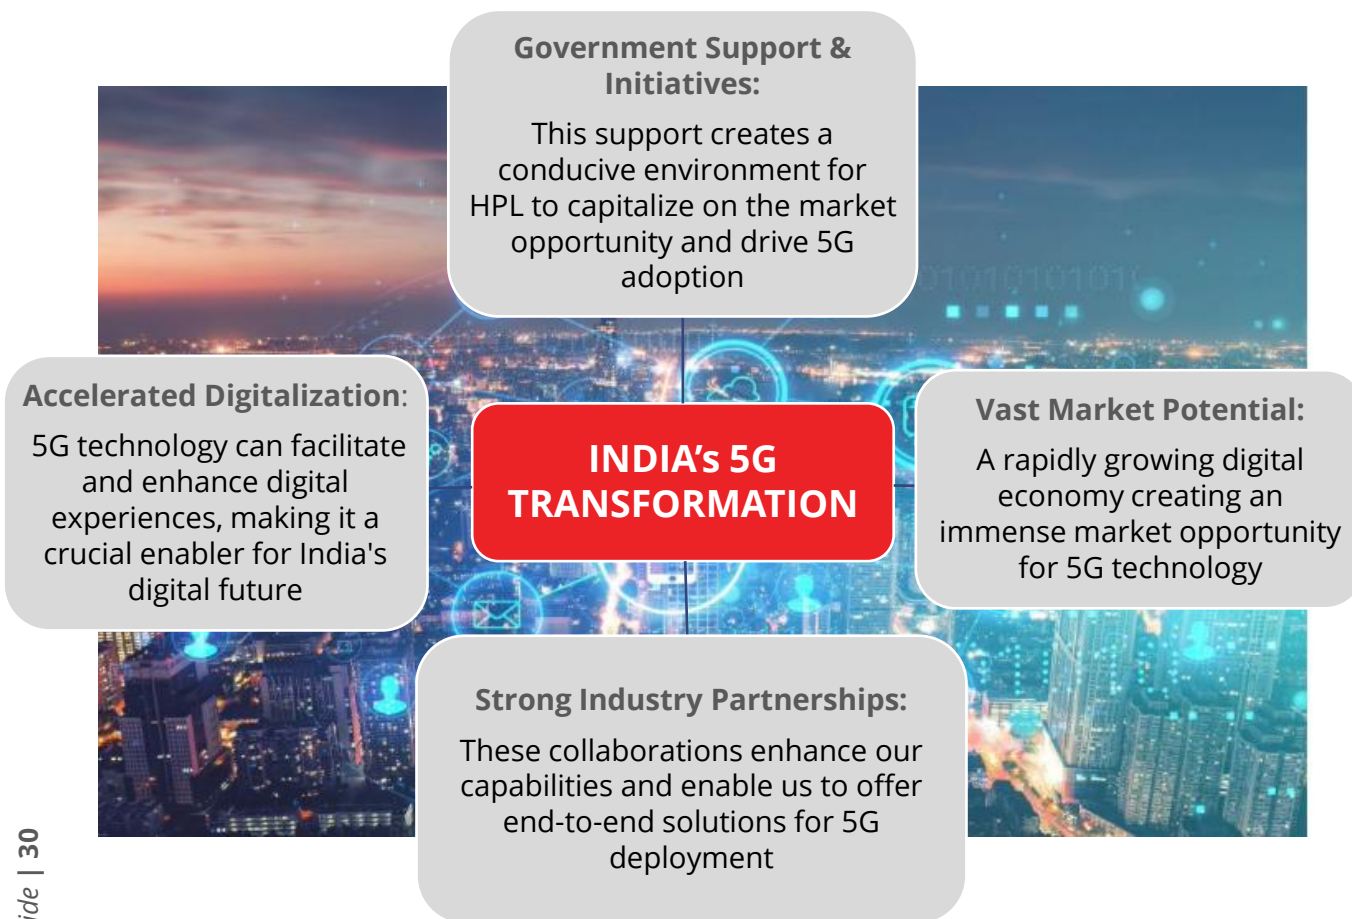 Government Support &
Initiatives:
This support creates a
conducive environment for
HPL to capitalize on the market
opportunity and drive 5G
adoption
Accelerated Digitalization:
5G technology can facilitate
and enhance digital
experiences, making it a
crucial enabler for India's
digital future
INDIA’s 5G
TRANSFORMATION
Vast Market Potential:
A rapidly growing digital
economy creating an
immense market opportunity
for 5G technology
Strong Industry Partnerships:
These collaborations enhance our
capabilities and enable us to offer
end-to-end solutions for 5G
deployment
| 30